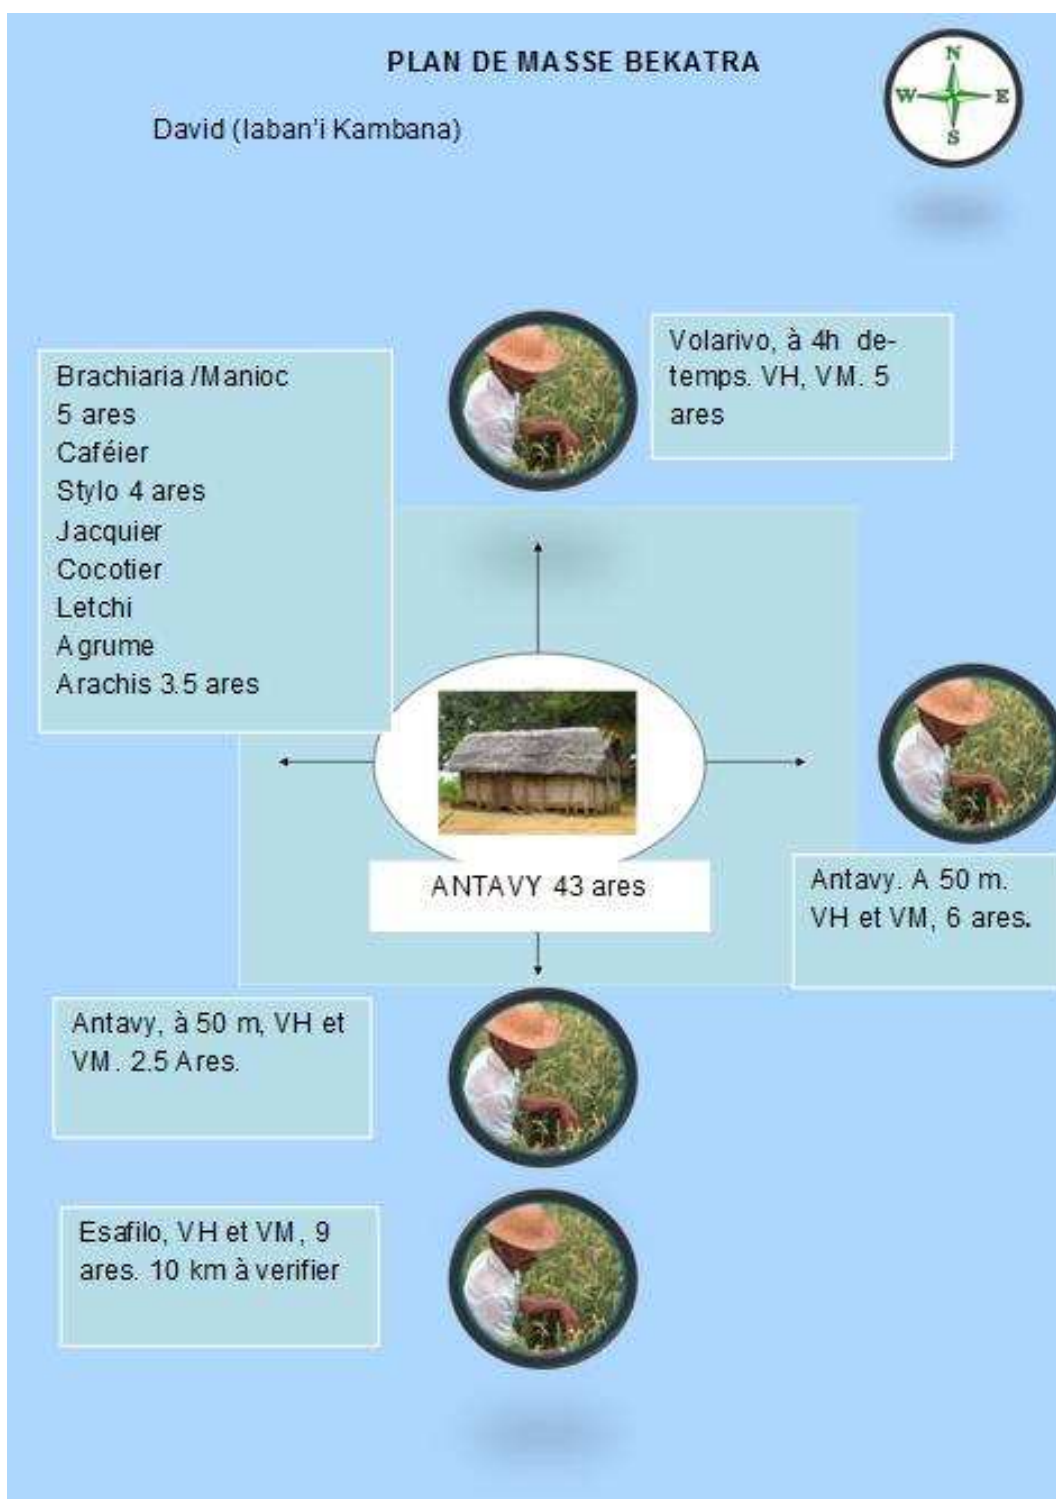 PLAN DE MASSE BEKATRA
David (Iaban'i Kambana)
N
W E
S
Volarivo, à 4h de-
temps. VH, VM. 5
ares
Brachiaria /Manioc
5 ares
Caféier
Stylo 4 ares
Jacquier
Cocotier
Letchi
Agrume
Arachis 3.5 ares
ANTAVY 43 ares
Antavy. A 50 m.
VH et VM, 6 ares.
Antavy, à 50 m, VH et
VM. 2.5 Ares.
Esafilo, VH et VM, 9
ares. 10 km à verifier